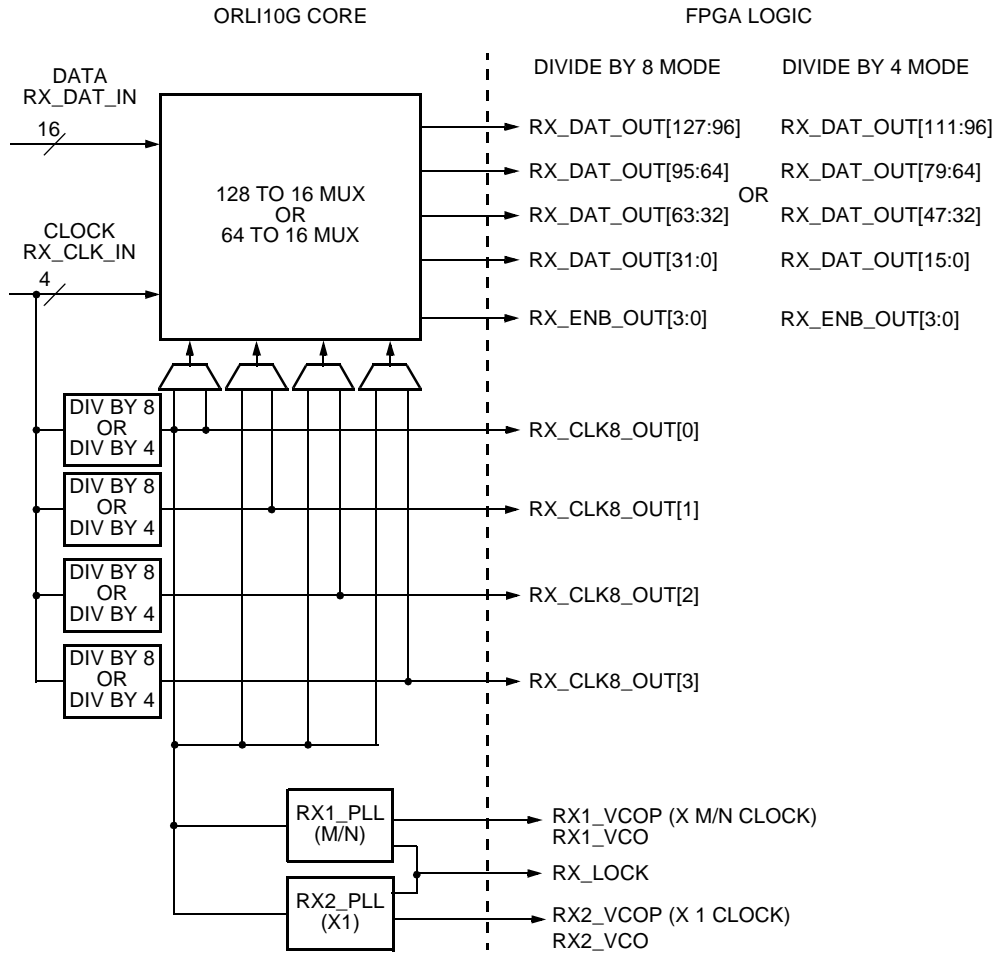 ORLI10G CORE
FPGA LOGIC
DIVIDE BY 8 MODE
DIVIDE BY 4 MODE
DATA
RX_DAT_IN
16
128 TO 16 MUX
OR
64 TO 16 MUX
CLOCK
RX_CLK_IN
4
RX_DAT_OUT[127:96]
RX_DAT_OUT[111:96]
RX_DAT_OUT[95:64]
RX_DAT_OUT[79:64]
OR
RX_DAT_OUT[63:32]
RX_DAT_OUT[47:32]
RX_DAT_OUT[31:0]
RX_DAT_OUT[15:0]
RX_ENB_OUT[3:0]
RX_ENB_OUT[3:0]
DIV BY 8
OR
DIV BY 4
RX_CLK8_OUT[0]
DIV BY 8
OR
DIV BY 4
RX_CLK8_OUT[1]
DIV BY 8
OR
DIV BY 4
RX_CLK8_OUT[2]
DIV BY 8
OR
DIV BY 4
RX_CLK8_OUT[3]
RX1_PLL
(M/N)
RX1_VCOP (X M/N CLOCK)
RX1_VCO
RX_LOCK
RX2_PLL
(X1)
RX2_VCOP (X 1 CLOCK)
RX2_VCO